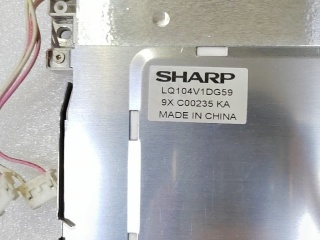 SHARP
LQ104V1DG59
9X C00235 KA
MADE IN CHINA